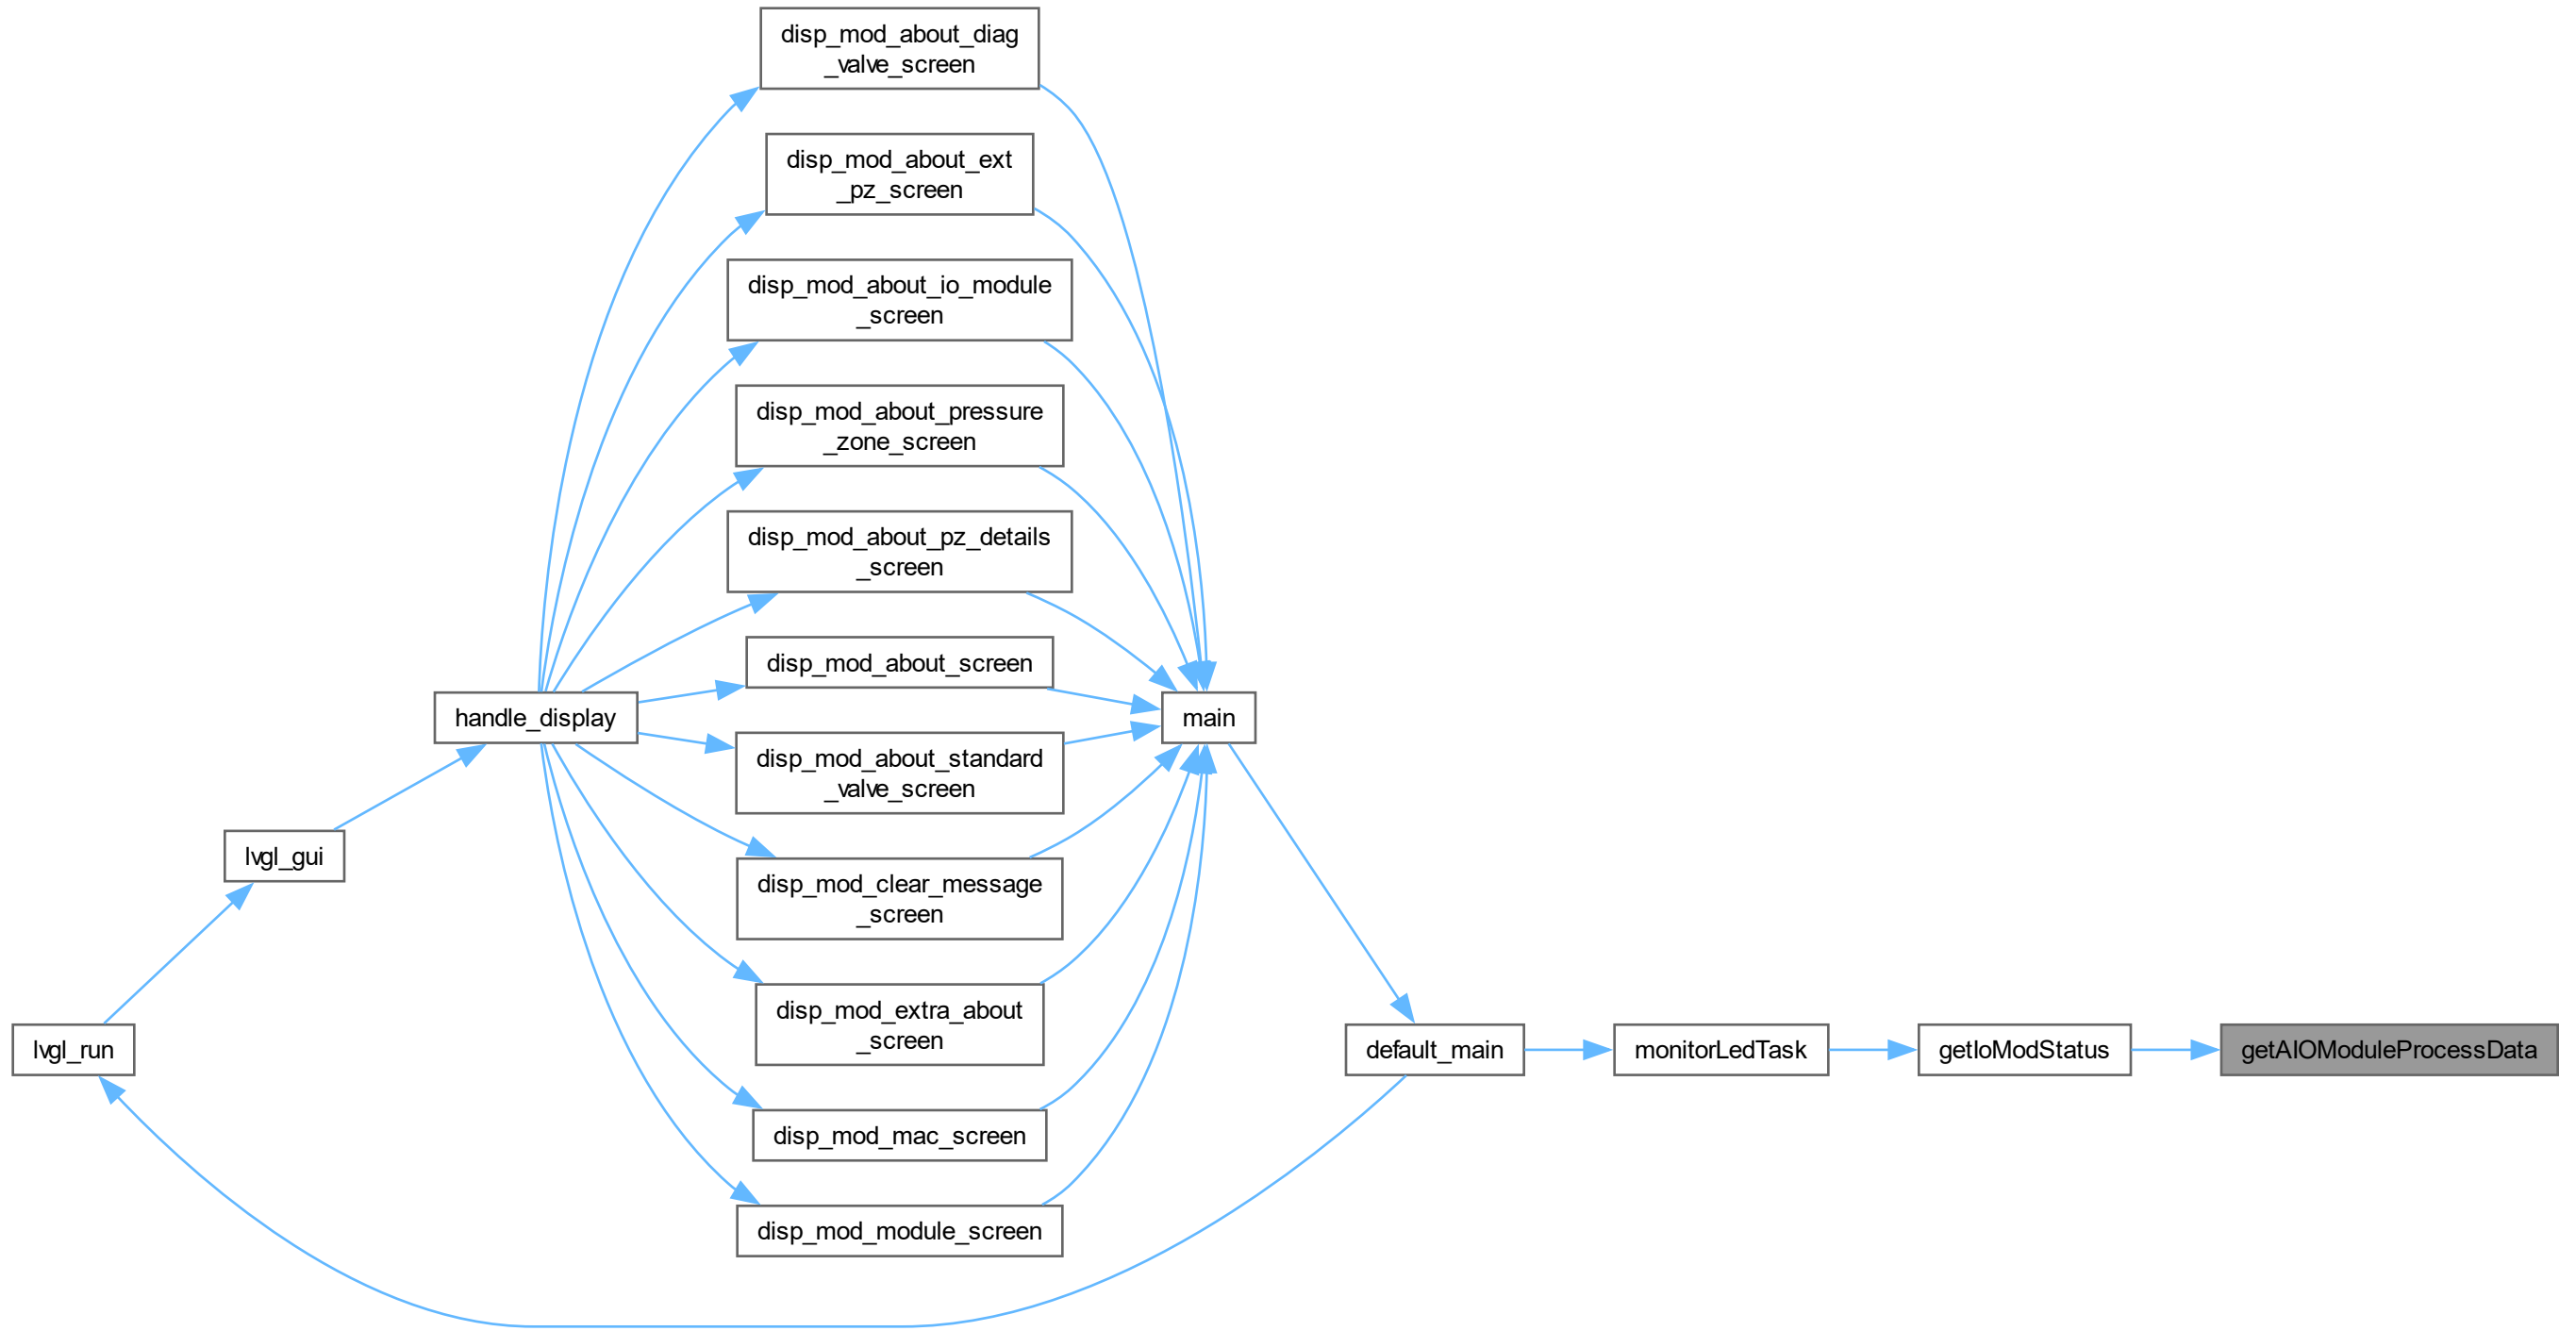 disp_mod_about_diag
_valve_screen
disp_mod_about_ext
_pz_screen
disp_mod_about_io_module
_screen
disp_mod_about_pressure
_zone_screen
disp_mod_about_pz_details
_screen
disp_mod_about_screen
handle_display
main
disp_mod_about_standard
_valve_screen
lvgl_gui
disp_mod_clear_message
_screen
disp_mod_extra_about
_screen
lvgl_run
default_main
monitorLedTask
getIoModStatus
getAIOModuleProcessData
disp_mod_mac_screen
disp_mod_module_screen